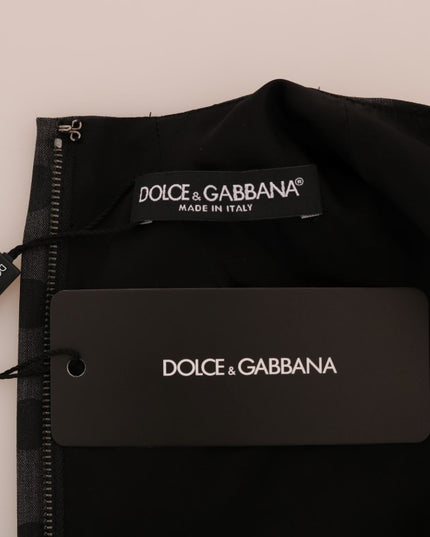 DOLCE & GABBANA®
MADE IN ITALY
DOLCE & GABBANA